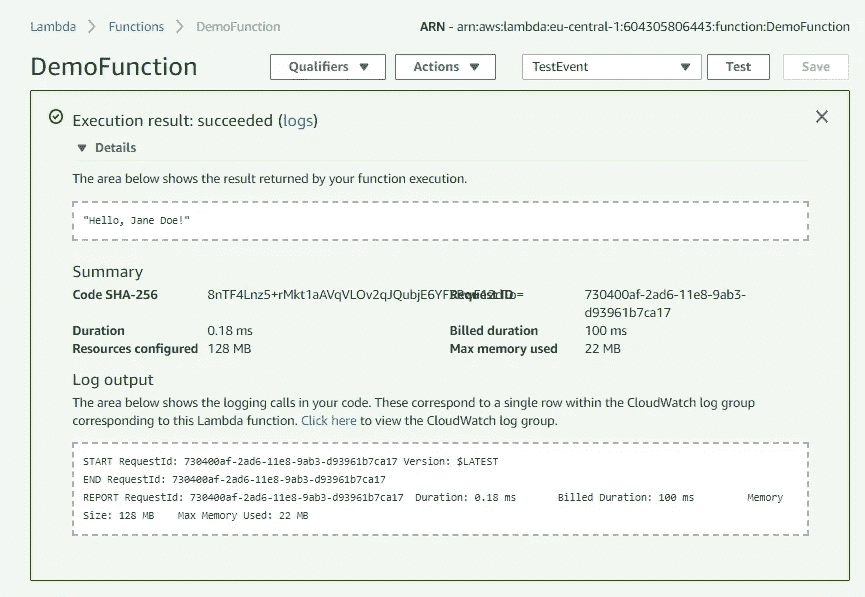 Lambda > Functions > DemoFunction ARN - arn:aws:lambda:eu-central-1:604305806443:function:DemoFunction
DemoFunction Qualifiers Actions TestEvent Test Save
Execution result: succeeded (logs)
Details
The area below shows the result returned by your function execution.
"Hello, Jane Doe!"
Summary
Code SHA-256 Request ID 730400af-2ad6-11e8-9ab3-
d93961b7ca17
Duration 0.18 ms Billed duration 100 ms
Resources configured 128 MB Max memory used 22 MB
Log output
The area below shows the logging calls in your code. These correspond to a single row within the CloudWatch log group
corresponding to this Lambda function. Click here to view the CloudWatch log group.
START RequestId: 730400af-2ad6-11e8-9ab3-d93961b7ca17 Version: $LATEST
END RequestId: 730400af-2ad6-11e8-9ab3-d93961b7ca17
REPORT RequestId: 730400af-2ad6-11e8-9ab3-d93961b7ca17 Duration: 0.18 ms Billed Duration: 100 ms Memory
Size: 128 MB Max Memory Used: 22 MB